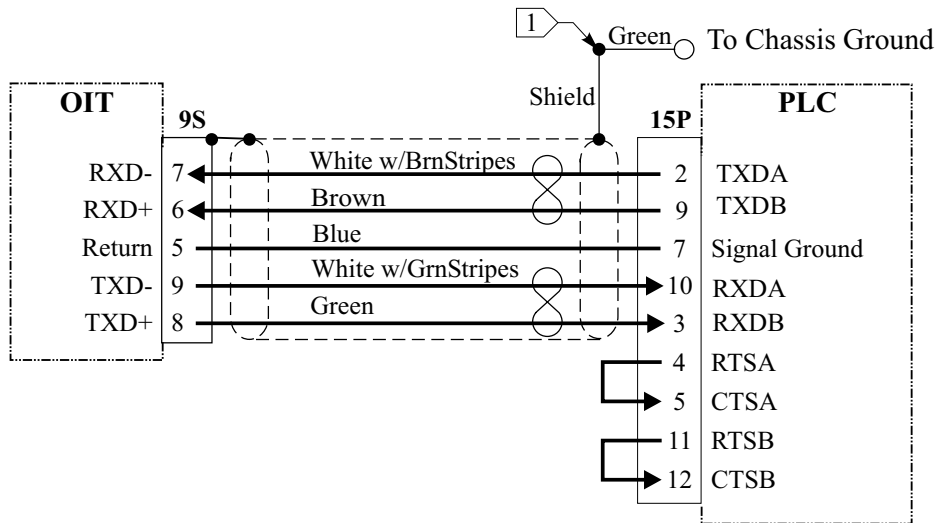 1
Green To Chassis Ground
Shield
OIT PLC
9S 15P
RXD- 7 White w/BrnStripes 2 TXDA
RXD+ 6 Brown 9 TXDB
Return 5 Blue 7 Signal Ground
TXD- 9 White w/GrnStripes 10 RXDA
TXD+ 8 Green 3 RXDB
4 RTSA
5 CTSA
11 RTSB
12 CTSB